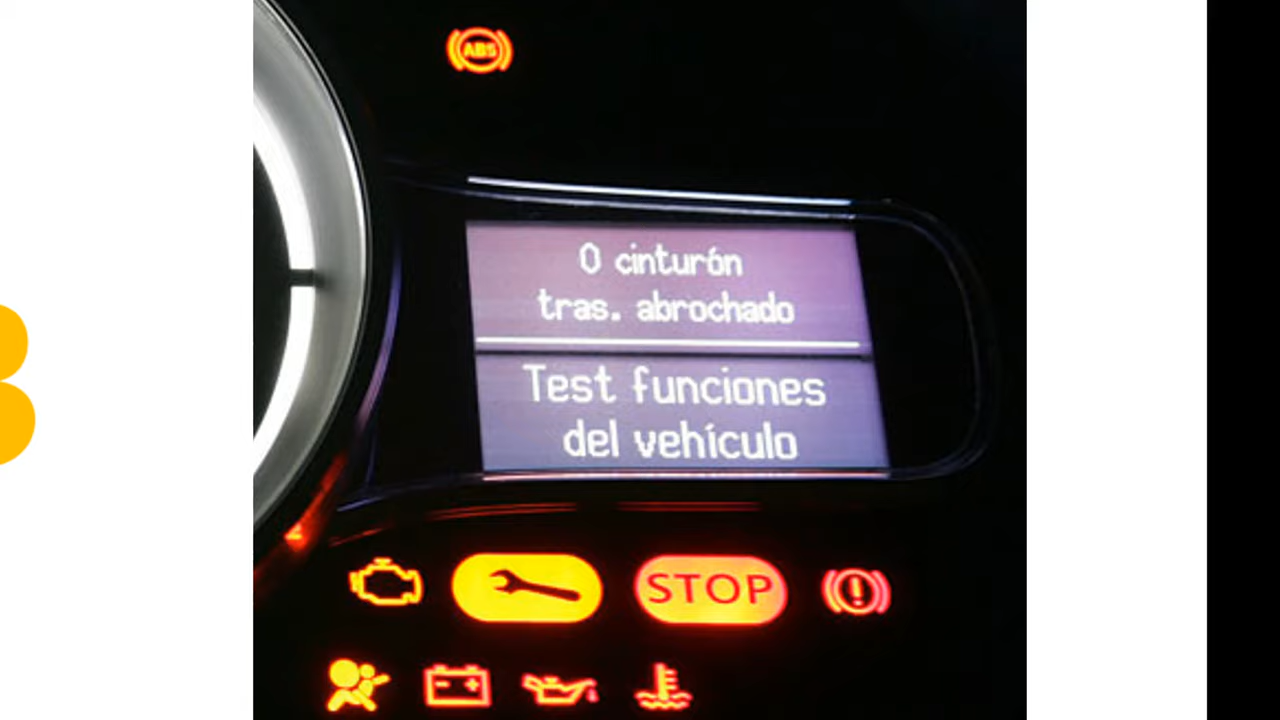 ABS
0 cinturón
tras. abrochado
Test funciones
del vehículo
STOP